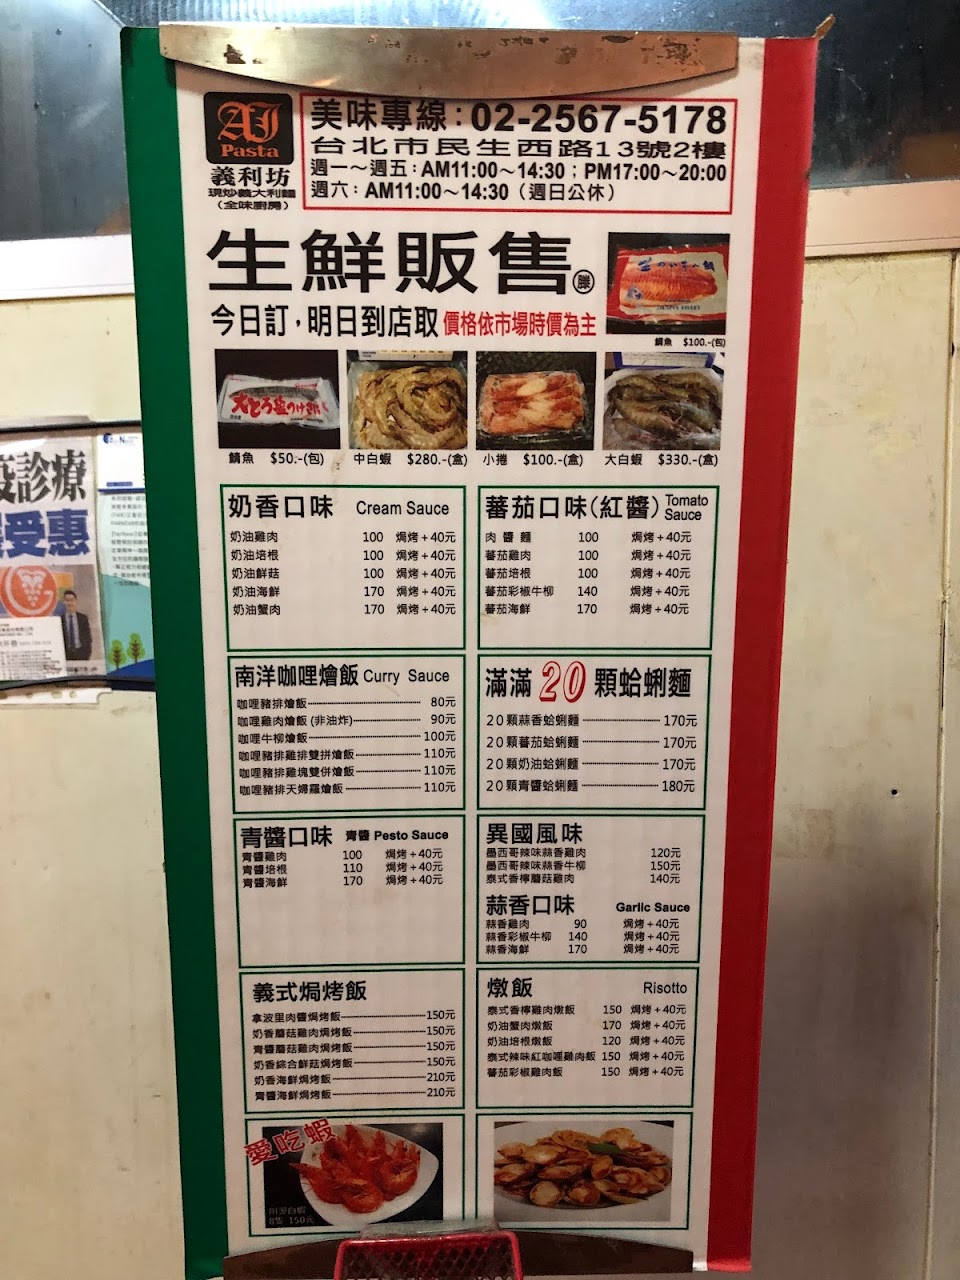 AJ
Pasta
義利坊
現炒義大利麵
(全味廚房)
美味專線：02-2567-5178
台北市民生西路13號2樓
週一～週五：AM11:00～14:30；PM17:00～20:00
週六：AM11:00～14:30（週日公休）
生鮮販售
今日訂，明日到店取 價格依市場時價為主
鯛魚 $100.-(包)
鯖魚 $50.-(包)
中白蝦 $280.-(盒)
小捲 $100.-(盒)
大白蝦 $330.-(盒)
奶香口味 Cream Sauce
奶油雞肉 100 焗烤＋40元
奶油培根 100 焗烤＋40元
奶油鮮菇 100 焗烤＋40元
奶油海鮮 170 焗烤＋40元
奶油蟹肉 170 焗烤＋40元
蕃茄口味(紅醬) Tomato Sauce
肉醬麵 100 焗烤＋40元
蕃茄雞肉 100 焗烤＋40元
蕃茄培根 100 焗烤＋40元
蕃茄彩椒牛柳 140 焗烤＋40元
蕃茄海鮮 170 焗烤＋40元
南洋咖哩燴飯 Curry Sauce
咖哩豬排燴飯 80元
咖哩雞肉燴飯(非油炸) 90元
咖哩牛柳燴飯 100元
咖哩豬排雞排雙拼燴飯 110元
咖哩豬排雞塊雙併燴飯 110元
咖哩豬排天婦羅燴飯 110元
滿滿20顆蛤蜊麵
20顆蒜香蛤蜊麵 170元
20顆蕃茄蛤蜊麵 170元
20顆奶油蛤蜊麵 170元
20顆青醬蛤蜊麵 180元
青醬口味 青醬 Pesto Sauce
青醬雞肉 100 焗烤＋40元
青醬培根 110 焗烤＋40元
青醬海鮮 170 焗烤＋40元
異國風味
墨西哥辣味蒜香雞肉 120元
墨西哥辣味蒜香牛柳 150元
泰式香檸蘑菇雞肉 140元
蒜香口味 Garlic Sauce
蒜香雞肉 90 焗烤＋40元
蒜香彩椒牛柳 140 焗烤＋40元
蒜香海鮮 170 焗烤＋40元
義式焗烤飯
拿波里肉醬焗烤飯 150元
奶香蘑菇雞肉焗烤飯 150元
青醬蘑菇雞肉焗烤飯 150元
奶香綜合鮮菇焗烤飯 150元
奶香海鮮焗烤飯 210元
青醬海鮮焗烤飯 210元
燉飯 Risotto
泰式香檸雞肉燉飯 150 焗烤＋40元
奶油蟹肉燉飯 170 焗烤＋40元
奶油培根燉飯 120 焗烤＋40元
泰式辣味紅咖哩雞肉飯 150 焗烤＋40元
蕃茄彩椒雞肉飯 150 焗烤＋40元
愛吃蝦
8隻 150元
診療
受惠